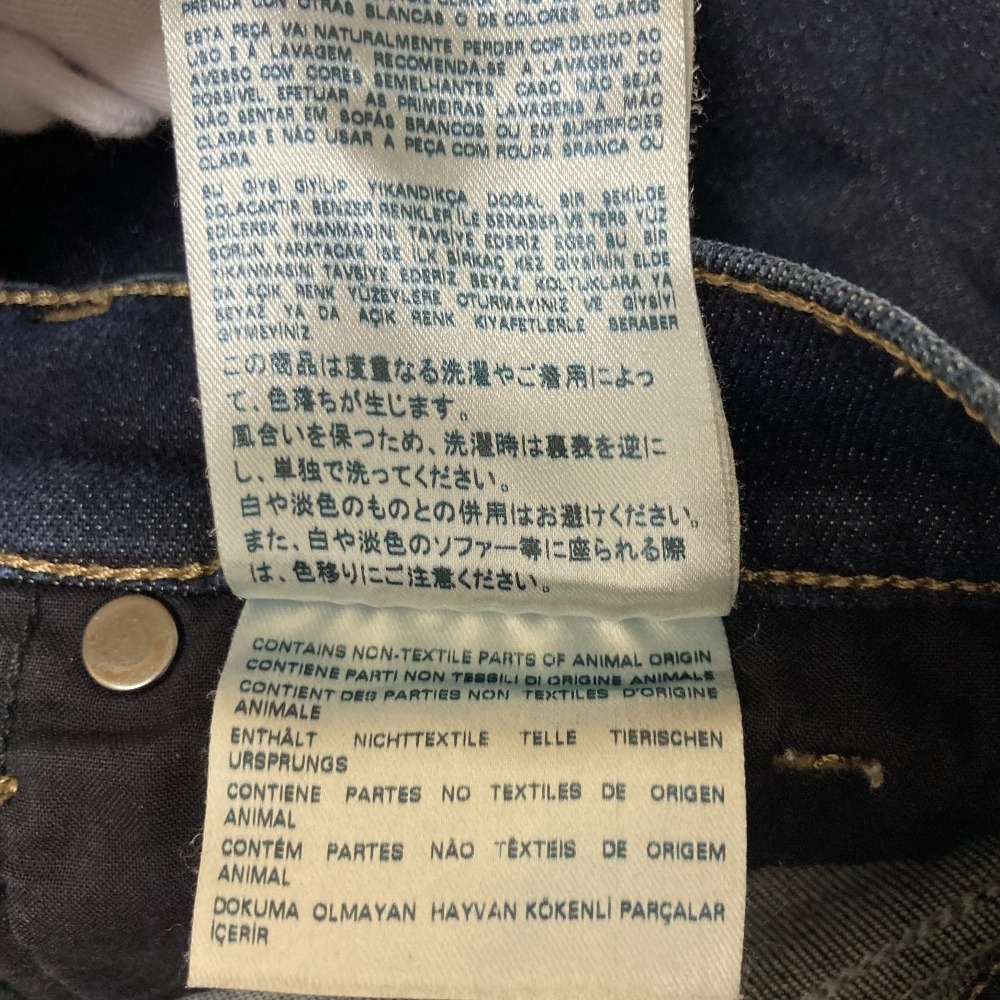 PRENDA CON OTRAS BLANCAS O DE COLORES CLAROS
ESTA PEÇA VAI NATURALMENTE PERDER COR DEVIDO AO
USO E À LAVAGEM. RECOMENDA-SE A LAVAGEM DO
AVESSO COM CORES SEMELHANTES. CASO NÃO SEJA
POSSÍVEL, EFETUAR AS PRIMEIRAS LAVAGENS À MÃO
NÃO SENTAR EM SOFÁS BRANCOS OU EM SUPERFÍCIES
CLARAS E NÃO USAR A PEÇA COM ROUPA BRANCA OU
CLARA
BU GIYSI GIYILIP YIKANDIKÇA DOĞAL BIR ŞEKILDE
SOLACAKTIR. BENZER RENKLER ILE BERABER VE TERS YÜZ
EDILEREK YIKANMASINI TAVSIYE EDERIZ EGER BU BIR
SORUN YARATACAK ISE ILK BIRKAÇ KEZ GIYSININ ELDE
YIKANMASINI TAVSIYE EDERIZ BEYAZ KOLTUKLARA YA
DA AÇIK RENK YÜZEYLERE OTURMAYINIZ VE GIYSIYI
BEYAZ YA DA AÇIK RENK KIYAFETLERLE BERABER
GIYMEYINIZ
この商品は度重なる洗濯やご着用によっ
て、色落ちが生じます。
風合いを保つため、洗濯時は裏表を逆に
し、単独で洗ってください。
白や淡色のものとの併用はお避けください。
また、白や淡色のソファー等に座られる際
は、色移りにご注意ください。
CONTAINS NON-TEXTILE PARTS OF ANIMAL ORIGIN
CONTIENE PARTI NON TESSILI DI ORIGINE ANIMALE
CONTIENT DES PARTIES NON TEXTILES D'ORIGINE
ANIMALE
ENTHÄLT NICHTTEXTILE TELLE TIERISCHEN
URSPRUNGS
CONTIENE PARTES NO TEXTILES DE ORIGEN
ANIMAL
CONTÉM PARTES NÃO TÊXTEIS DE ORIGEM
ANIMAL
DOKUMA OLMAYAN HAYVAN KÖKENLİ PARÇALAR
İÇERİR